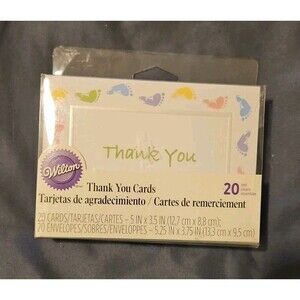 Thank You
Wilton
Thank You Cards
Tarjetas de agradecimiento / Cartes de remerciement
20
20 CARDS/TARJETAS/CARTES – 5 IN X 3.5 IN (12.7 cm x 8.8 cm);
20 ENVELOPES/SOBRES/ENVELOPPES – 5.25 IN X 3.75 IN (13.3 cm x 9.5 cm)